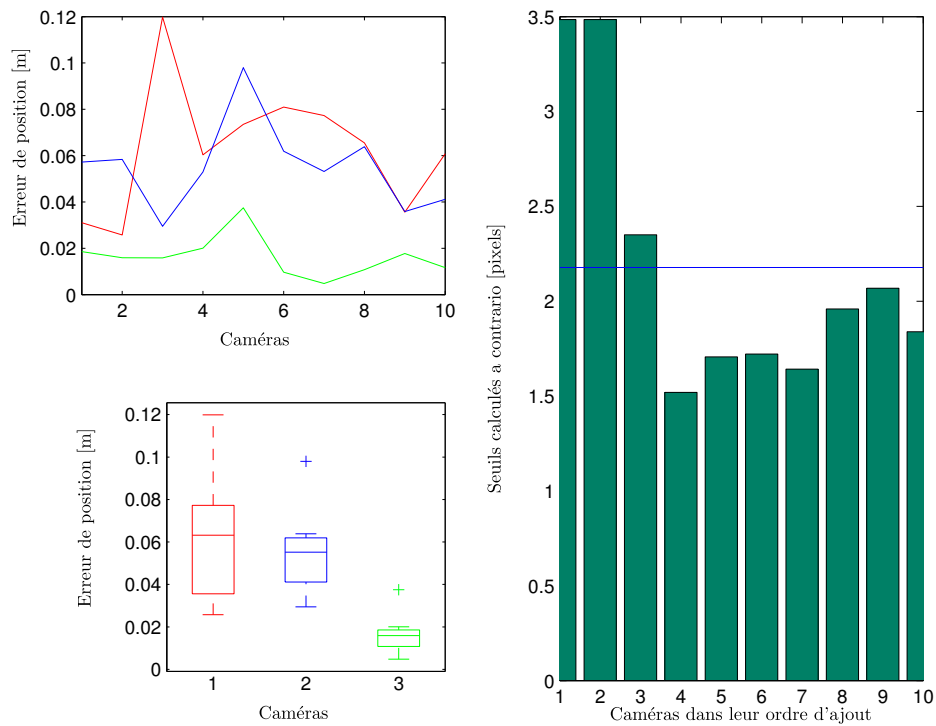 Erreur de position [m]
0.12
0.1
0.08
0.06
0.04
0.02
0
2 4 6 8 10
Caméras
Erreur de position [m]
0.12
0.1
0.08
0.06
0.04
0.02
0
1 2 3
Caméras
Seuils calculés a contrario [pixels]
3.5
3
2.5
2
1.5
1
0.5
0
1 2 3 4 5 6 7 8 9 10
Caméras dans leur ordre d'ajout